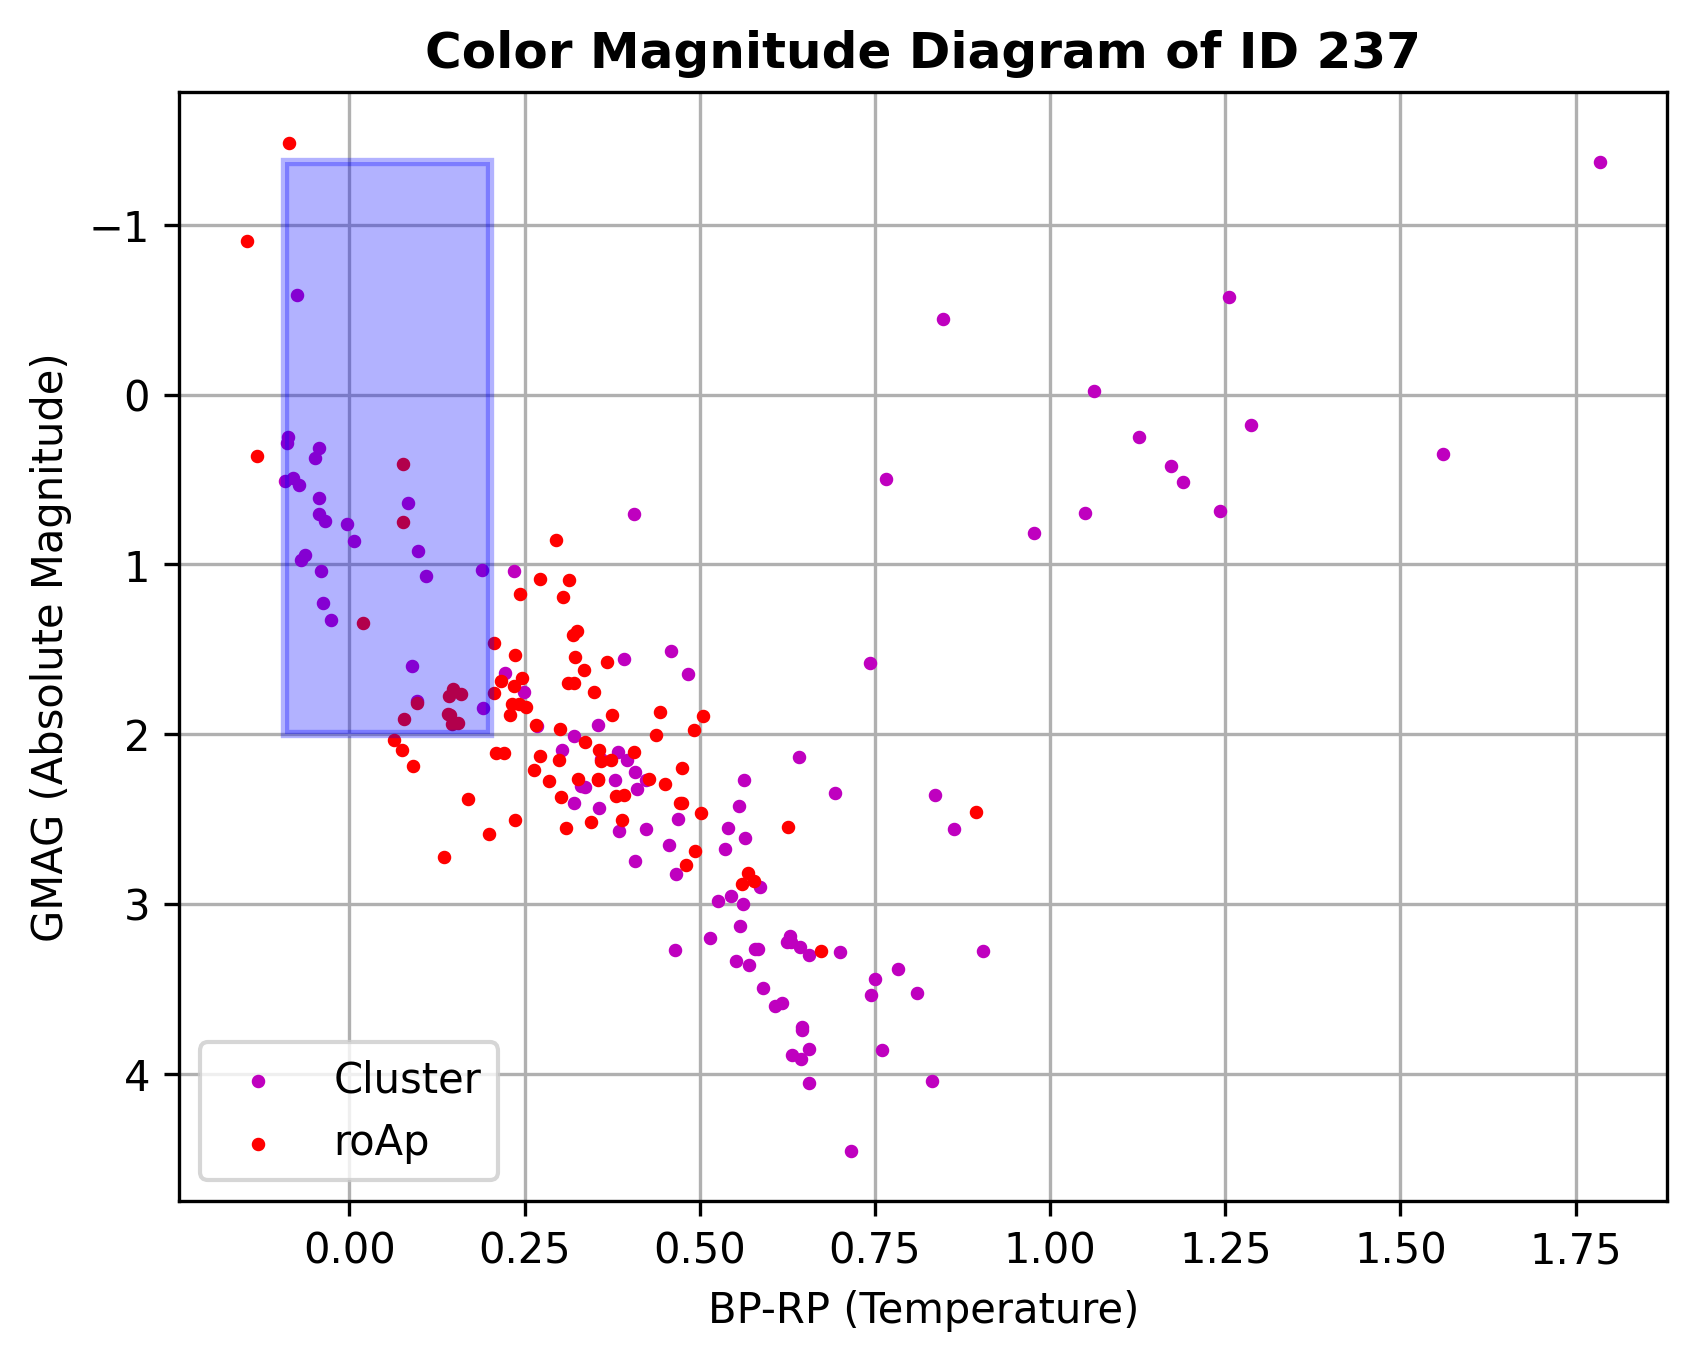 Color Magnitude Diagram of ID 237
GMAG (Absolute Magnitude)
−1
0
1
2
3
4
Cluster
roAp
0.00 0.25 0.50 0.75 1.00 1.25 1.50 1.75
BP-RP (Temperature)